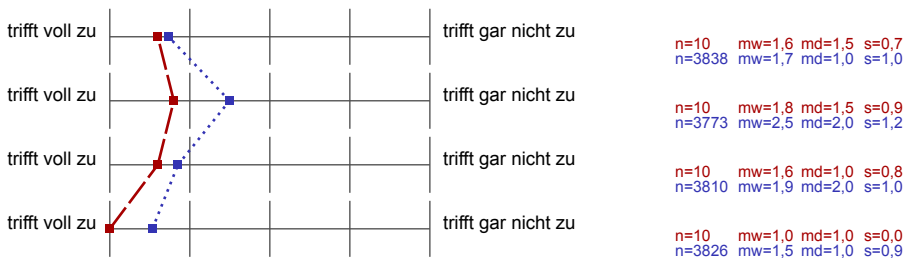 trifft voll zu trifft gar nicht zu
n=10 mw=1,6 md=1,5 s=0,7
n=3838 mw=1,7 md=1,0 s=1,0
trifft voll zu trifft gar nicht zu
n=10 mw=1,8 md=1,5 s=0,9
n=3773 mw=2,5 md=2,0 s=1,2
trifft voll zu trifft gar nicht zu
n=10 mw=1,6 md=1,0 s=0,8
n=3810 mw=1,9 md=2,0 s=1,0
trifft voll zu trifft gar nicht zu
n=10 mw=1,0 md=1,0 s=0,0
n=3826 mw=1,5 md=1,0 s=0,9